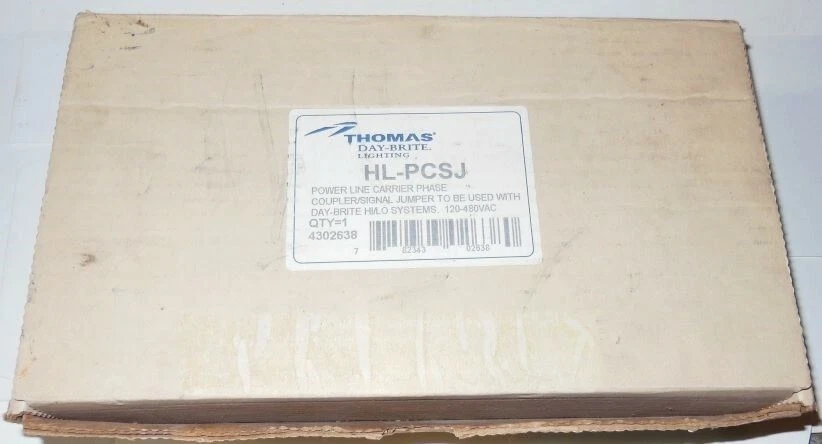 THOMAS®
DAY-BRITE.
LIGHTING
HL-PCSJ
POWER LINE CARRIER PHASE
COUPLER/SIGNAL JUMPER TO BE USED WITH
DAY-BRITE HI/LO SYSTEMS. 120-480VAC
QTY=1
4302638
7 82343 02638